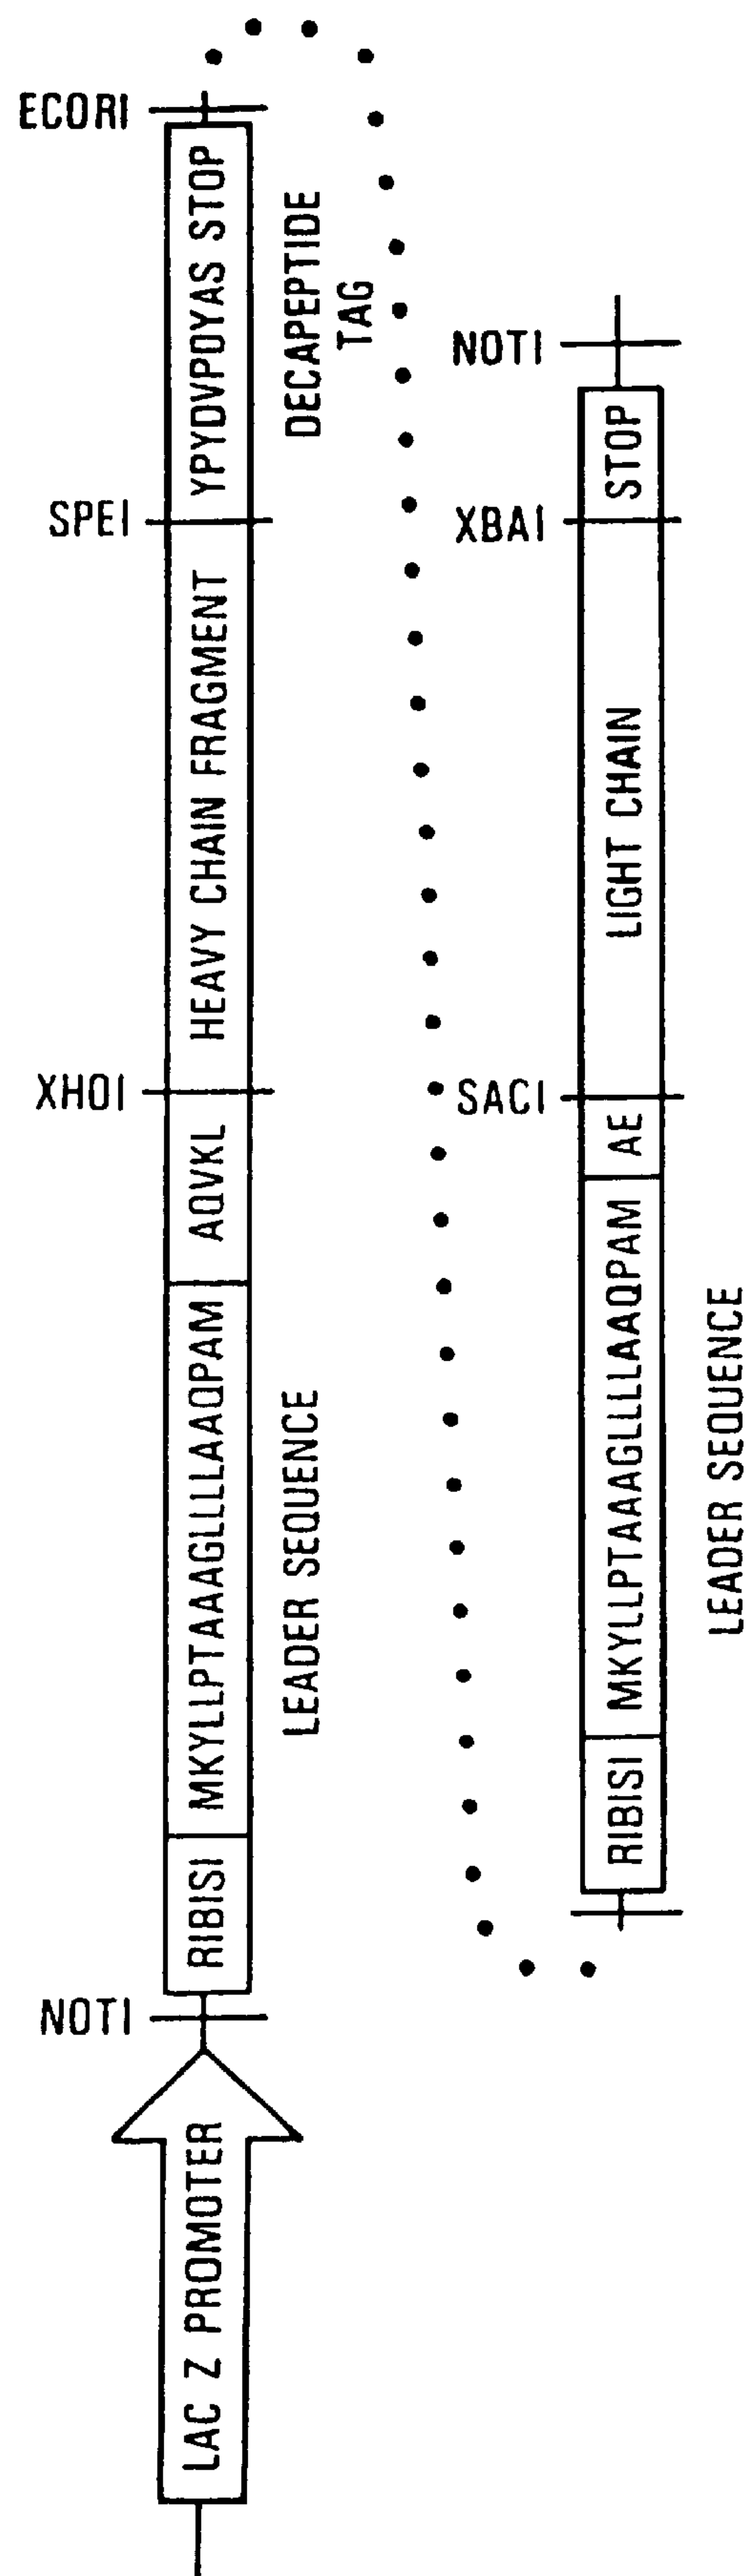 ECORI
YPYDVPDYAS STOP
DECAPEPTIDE
TAG
SPEI
HEAVY CHAIN FRAGMENT
XHOI
AQVKL
MKYLLPTAAAGLLLLAAQPAM
LEADER SEQUENCE
RIBISI
NOTI
LAC Z PROMOTER
NOTI
STOP
XBAI
LIGHT CHAIN
SACI
AE
MKYLLPTAAAGLLLLAAQPAM
LEADER SEQUENCE
RIBISI